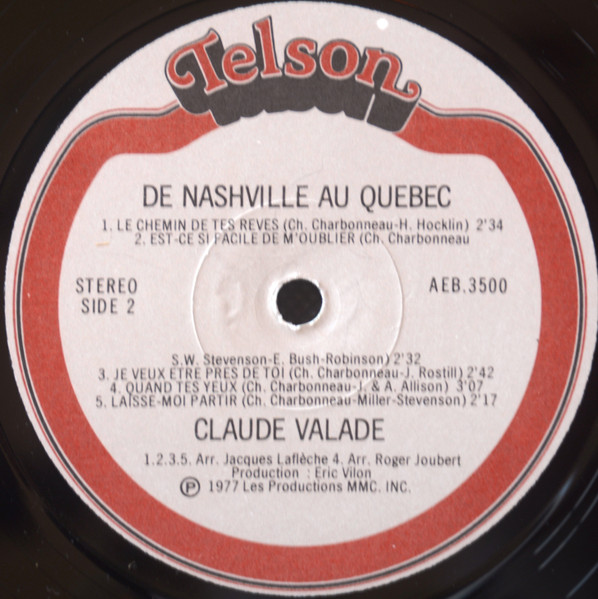 Telson
DE NASHVILLE AU QUEBEC
1. LE CHEMIN DE TES REVES (Ch. Charbonneau-H. Hocklin) 2'34
2. EST-CE SI FACILE DE M'OUBLIER (Ch. Charbonneau
STEREO
SIDE 2
AEB.3500
S.W. Stevenson-E. Bush-Robinson) 2'32
3. JE VEUX ETRE PRES DE TOI (Ch. Charbonneau-J. Rostill) 2'42
4. QUAND TES YEUX (Ch. Charbonneau-J. & A. Allison) 3'07
5. LAISSE-MOI PARTIR (Ch. Charbonneau-Miller-Stevenson) 2'17
CLAUDE VALADE
1.2.3.5. Arr. Jacques Laflèche 4. Arr. Roger Joubert
Production : Eric Vilon
Ⓟ 1977 Les Productions MMC. INC.